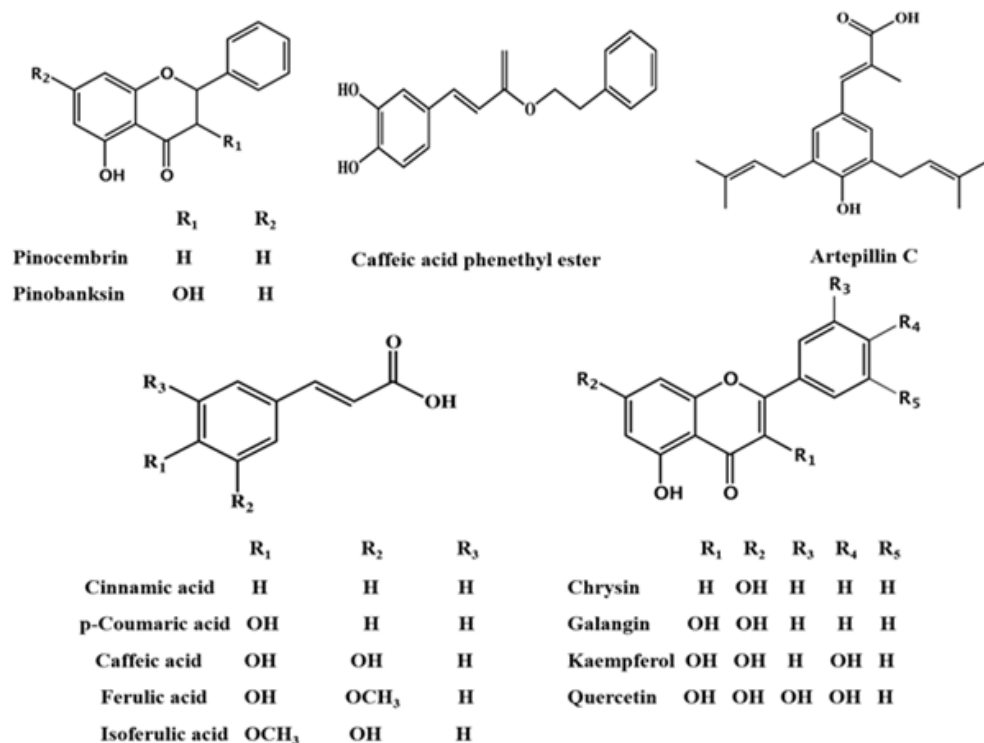 R2
O
R1
OH
O
R1 R2
Pinocembrin H H
Pinobanksin OH H
HO
HO
O
Caffeic acid phenethyl ester
O
OH
OH
Artepillin C
R3
R1
R2
O
OH
R1 R2 R3
Cinnamic acid H H H
p-Coumaric acid OH H H
Caffeic acid OH OH H
Ferulic acid OH OCH3 H
Isoferulic acid OCH3 OH H
R3
R4
R5
R2
O
R1
OH
O
R1 R2 R3 R4 R5
Chrysin H OH H H H
Galangin OH OH H H H
Kaempferol OH OH H OH H
Quercetin OH OH OH OH H